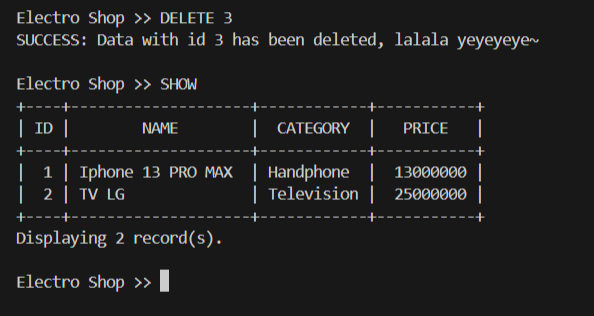 Electro Shop >> DELETE 3
SUCCESS: Data with id 3 has been deleted, lalala yeyeyeye~
Electro Shop >> SHOW
+----+--------------------+------------+-----------+
| ID |        NAME        |  CATEGORY  |   PRICE   |
+----+--------------------+------------+-----------+
|  1 | Iphone 13 PRO MAX  | Handphone  |  13000000 |
|  2 | TV LG              | Television |  25000000 |
+----+--------------------+------------+-----------+
Displaying 2 record(s).
Electro Shop >>